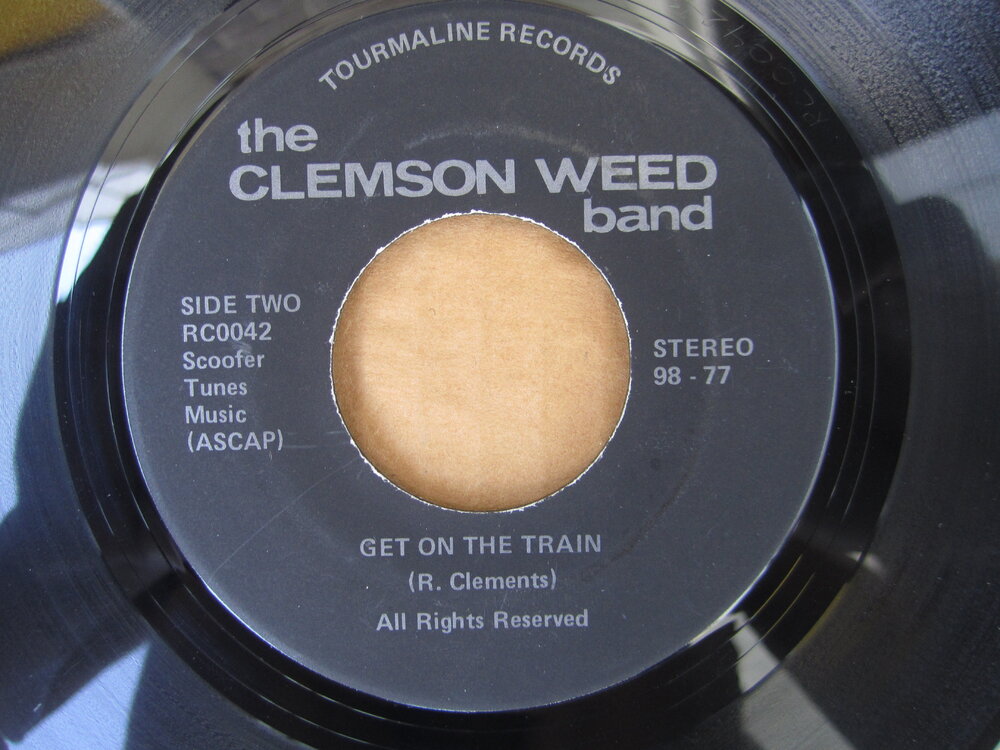 TOURMALINE RECORDS
the
CLEMSON WEED
band
SIDE TWO
RC0042
Scoofer
Tunes
Music
(ASCAP)
STEREO
98 - 77
GET ON THE TRAIN
(R. Clements)
All Rights Reserved